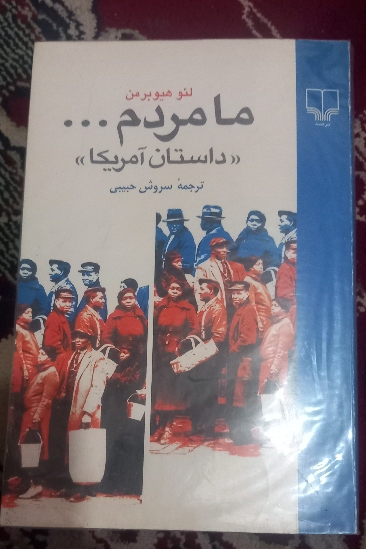 لئو هیوبرمن
ما مردم ...
«داستان آمریکا»
ترجمهٔ سروش حبیبی